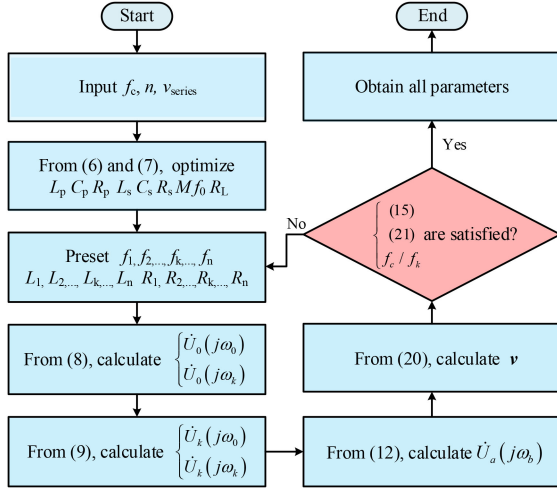 Start
Input f_c, n, v_series
From (6) and (7), optimize
L_p C_p R_p L_s C_s R_s M f_0 R_L
Preset f_1, f_2,..., f_k,..., f_n
L_1, L_2,..., L_k,..., L_n R_1, R_2,..., R_k,..., R_n
From (8), calculate { U̇_0(jω_0)
U̇_0(jω_k)
From (9), calculate { U̇_k(jω_0)
U̇_k(jω_k)
From (12), calculate U̇_a(jω_b)
From (20), calculate v
(15)
(21) are satisfied?
f_c / f_k
No
Yes
Obtain all parameters
End